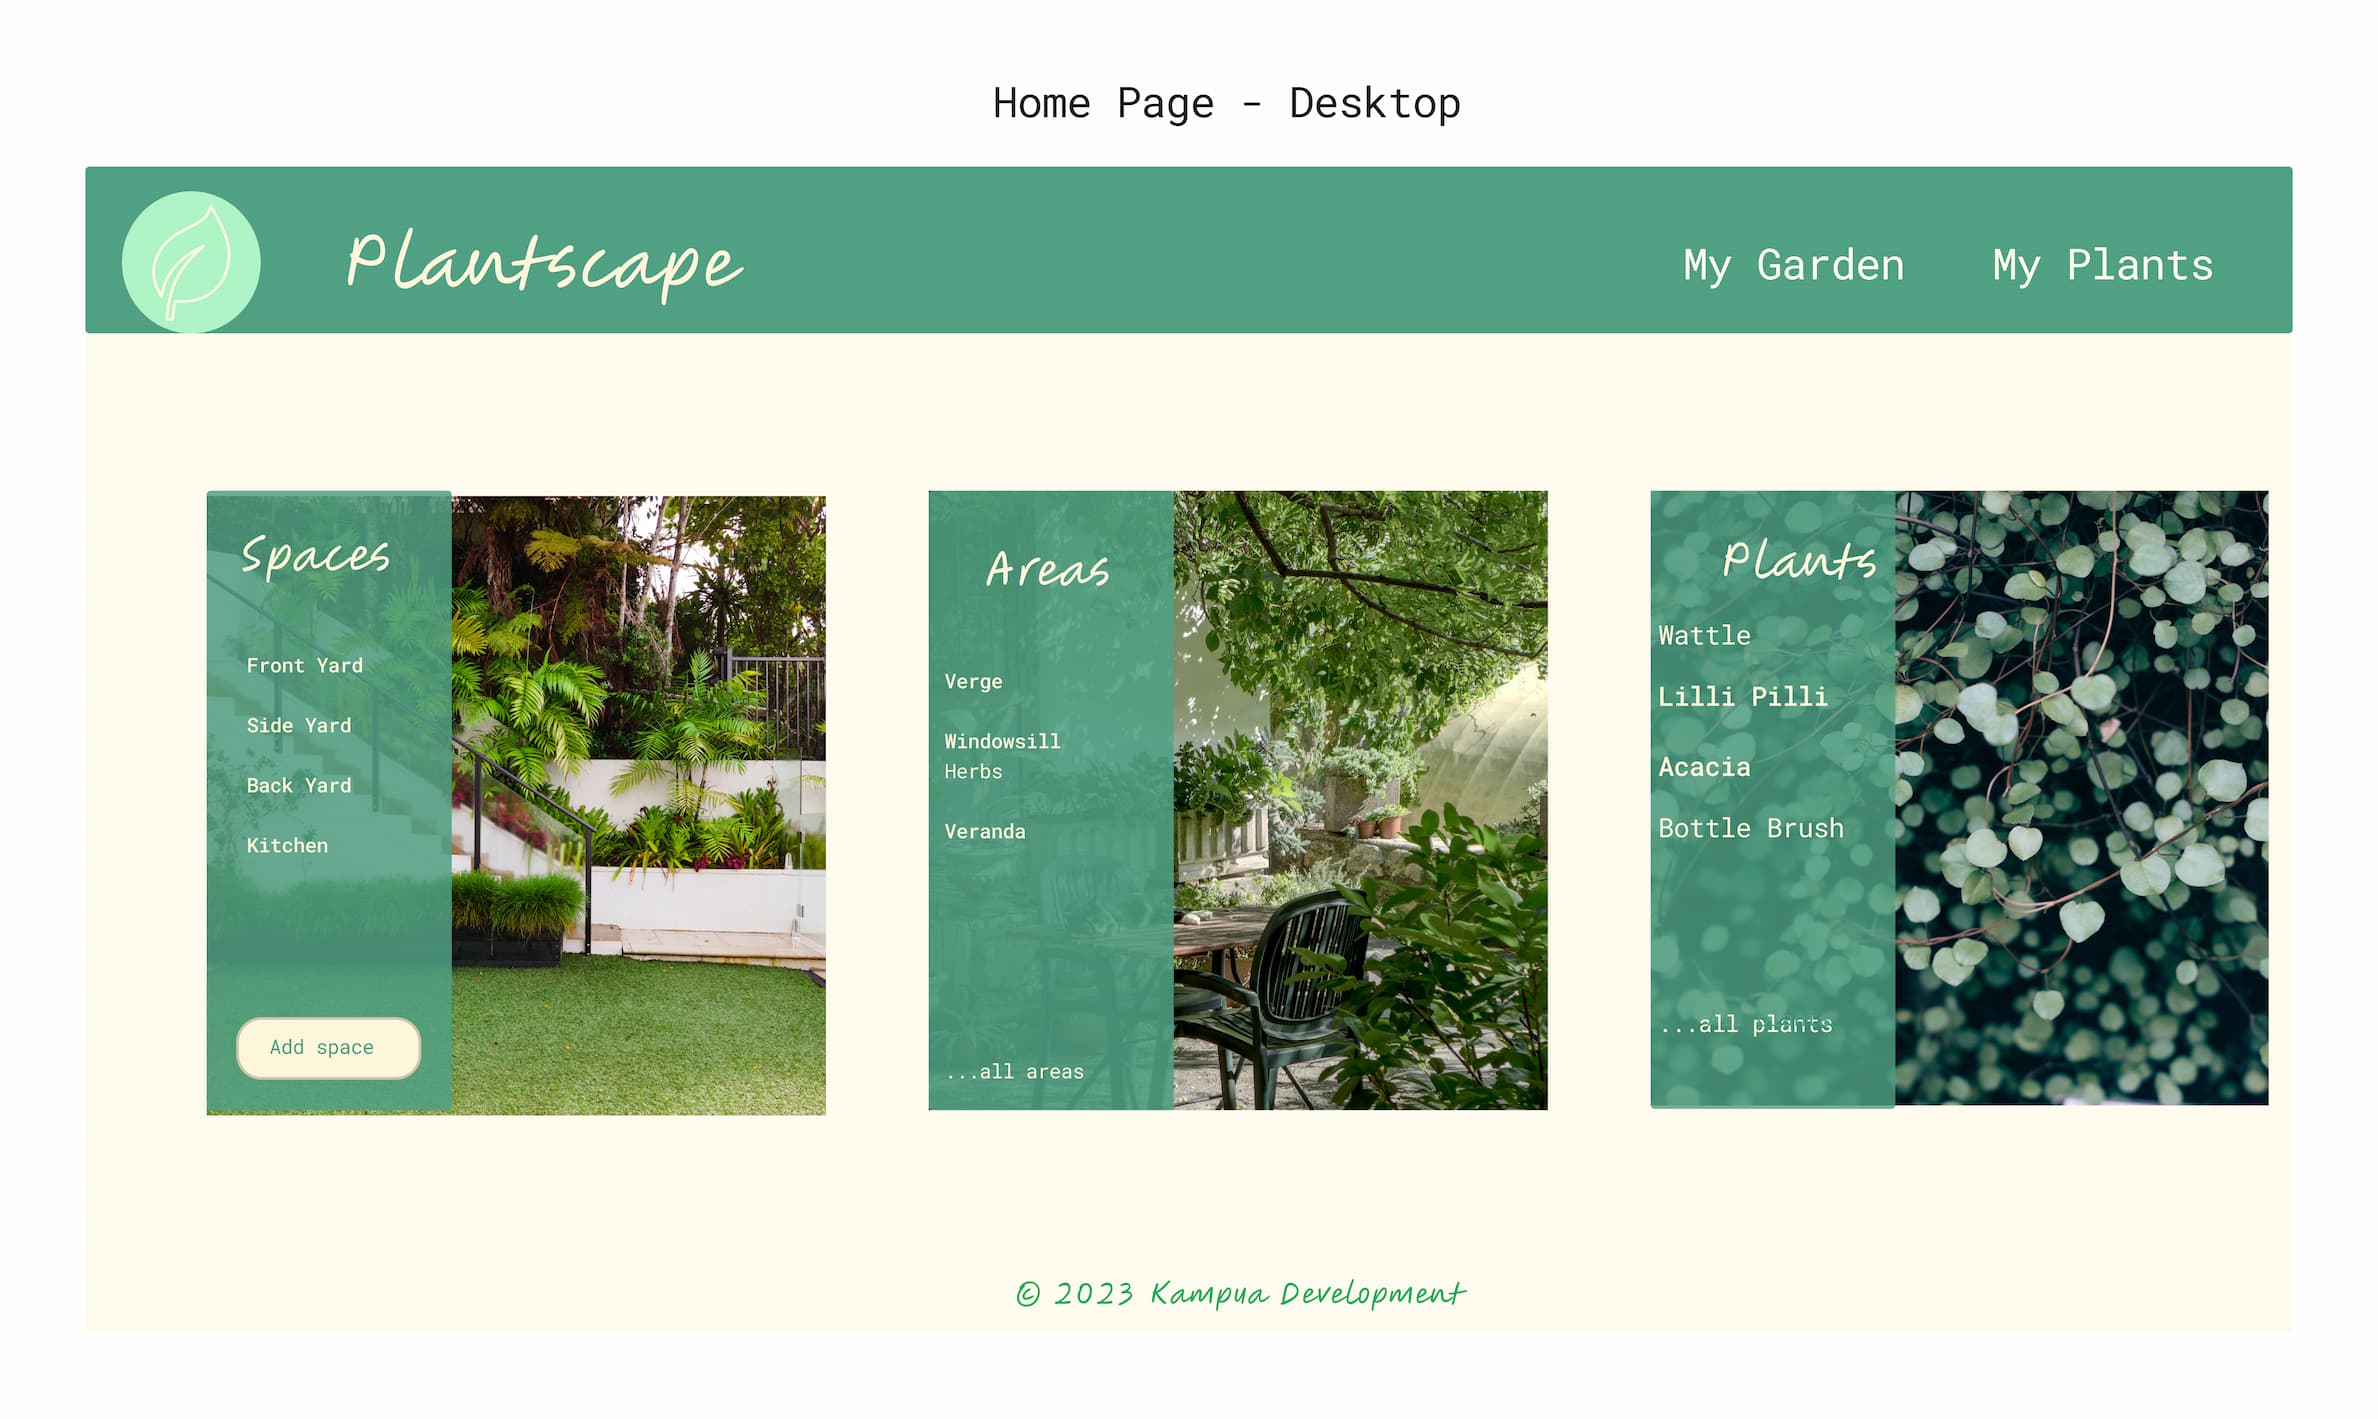 Home Page - Desktop
Plantscape
My Garden
My Plants
Spaces
Front Yard
Side Yard
Back Yard
Kitchen
Add space
Areas
Verge
Windowsill
Herbs
Veranda
...all areas
Plants
Wattle
Lilli Pilli
Acacia
Bottle Brush
...all plants
© 2023 Kampua Development